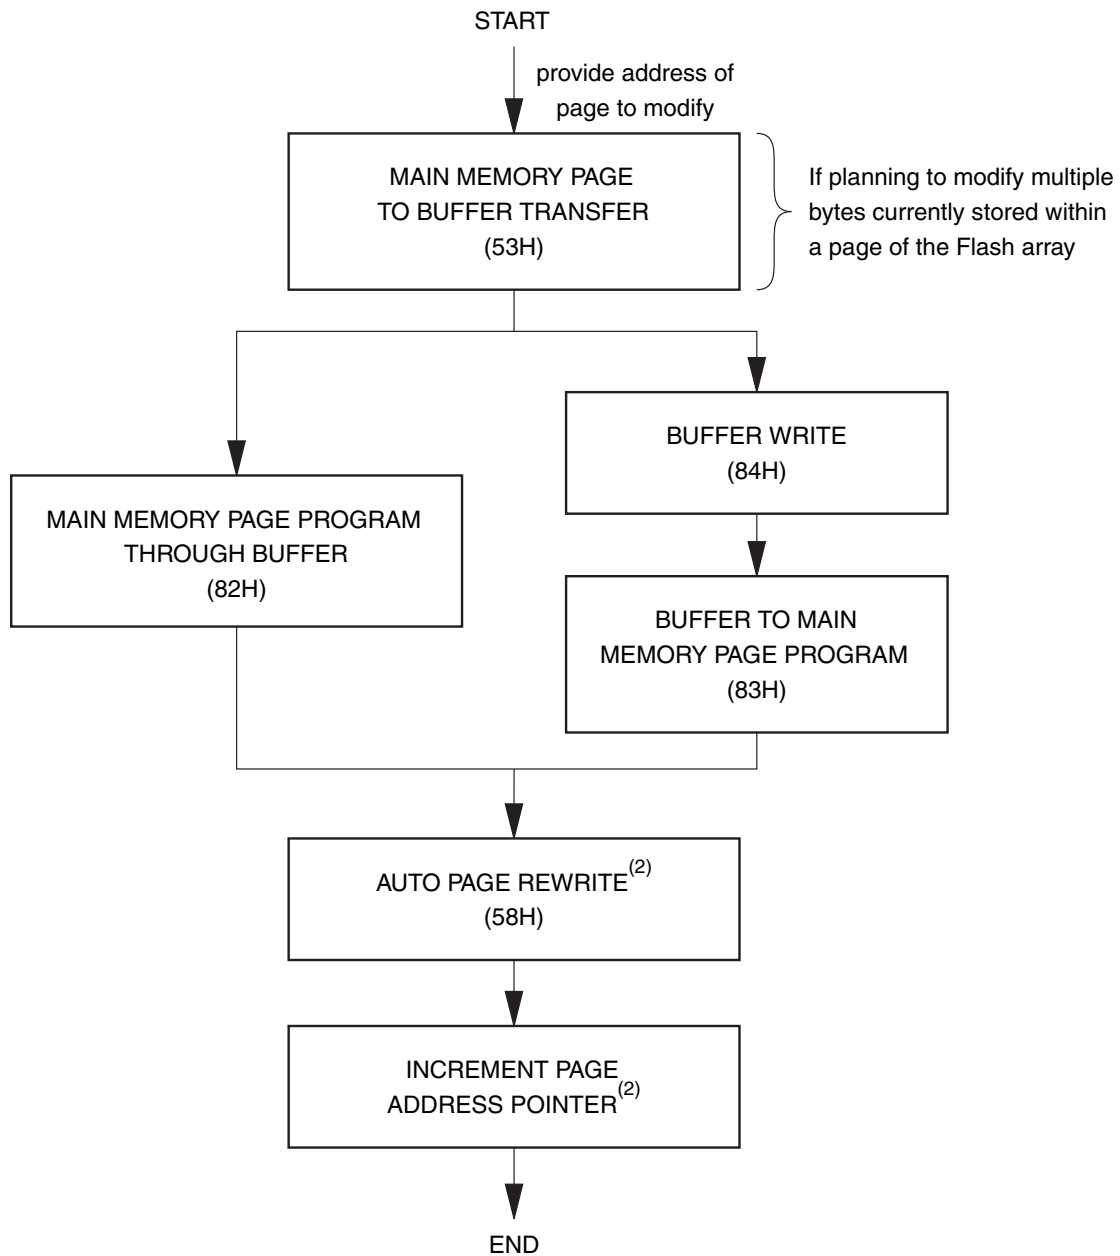 START
provide address of
page to modify
MAIN MEMORY PAGE
TO BUFFER TRANSFER
(53H)
If planning to modify multiple
bytes currently stored within
a page of the Flash array
BUFFER WRITE
(84H)
MAIN MEMORY PAGE PROGRAM
THROUGH BUFFER
(82H)
BUFFER TO MAIN
MEMORY PAGE PROGRAM
(83H)
AUTO PAGE REWRITE(2)
(58H)
INCREMENT PAGE
ADDRESS POINTER(2)
END